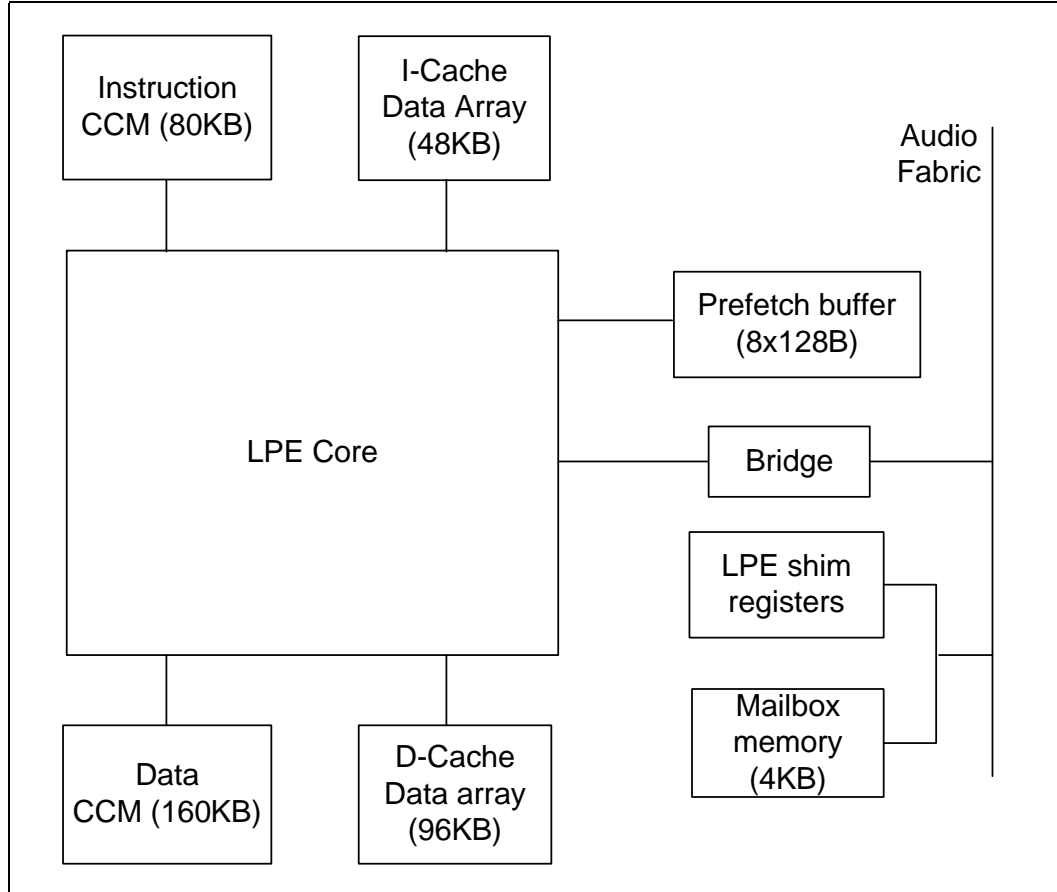 Instruction
CCM (80KB)
I-Cache
Data Array
(48KB)
Audio
Fabric
Prefetch buffer
(8x128B)
LPE Core
Bridge
LPE shim
registers
Mailbox
memory
(4KB)
Data
CCM (160KB)
D-Cache
Data array
(96KB)